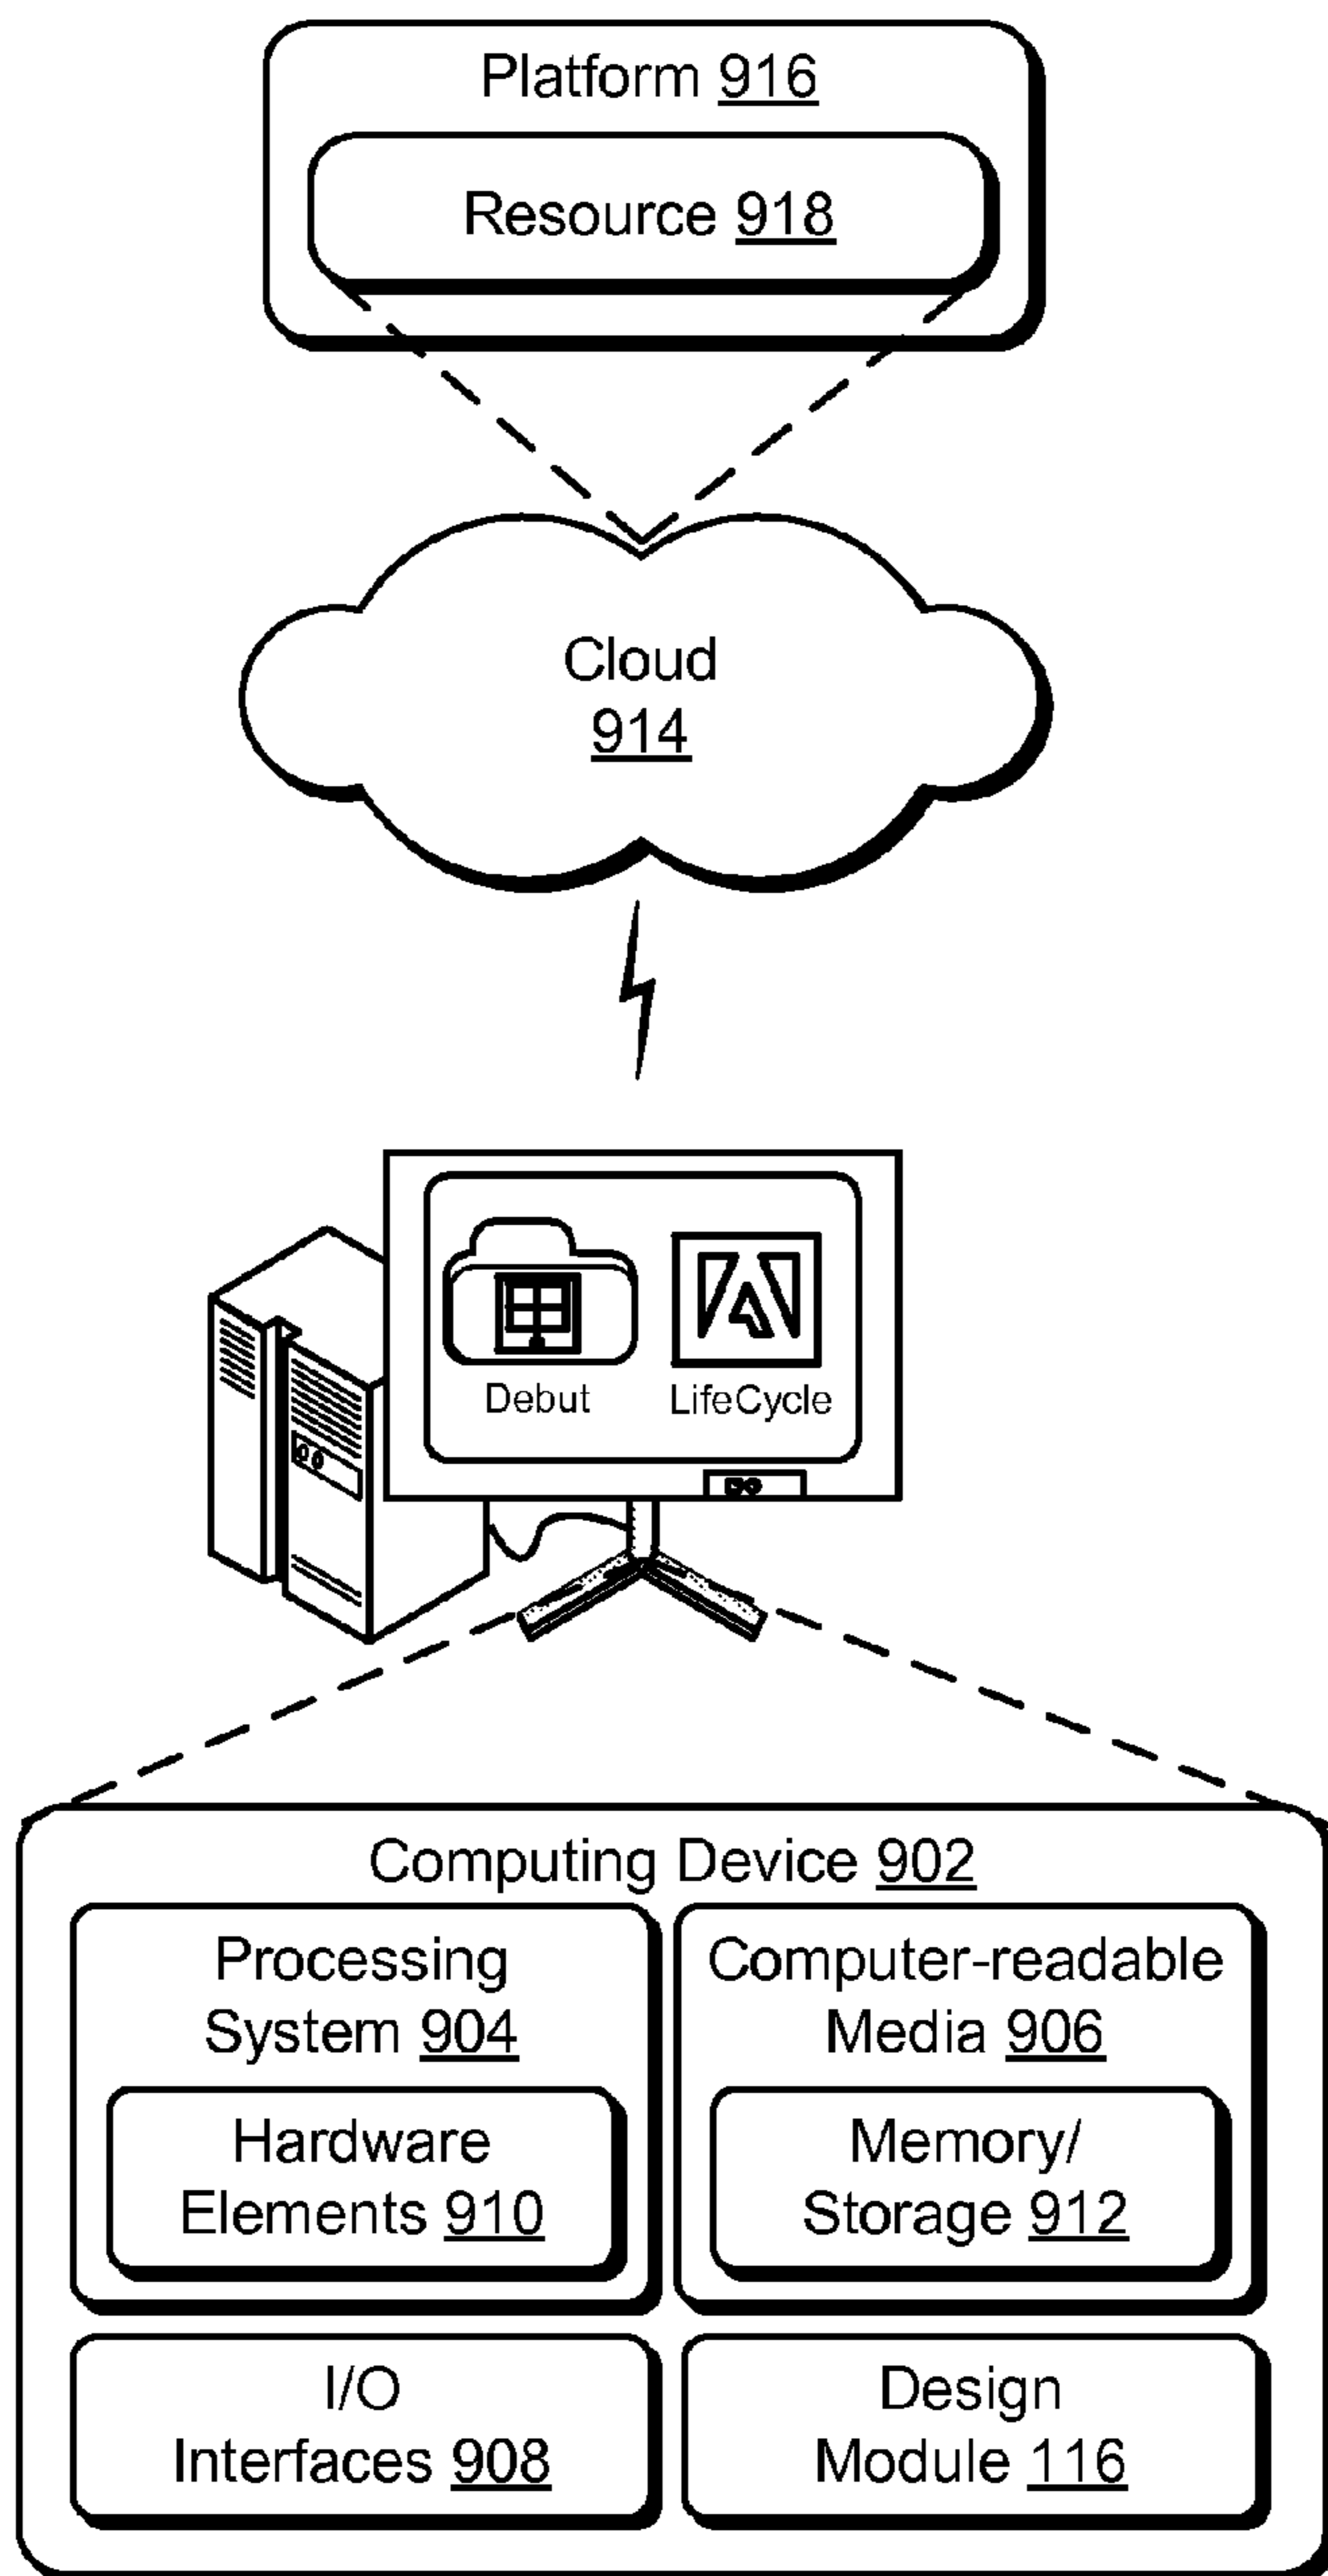 Platform 916
Resource 918
Cloud
914
Debut
LifeCycle
Computing Device 902
Processing
System 904
Hardware
Elements 910
Computer-readable
Media 906
Memory/
Storage 912
I/O
Interfaces 908
Design
Module 116